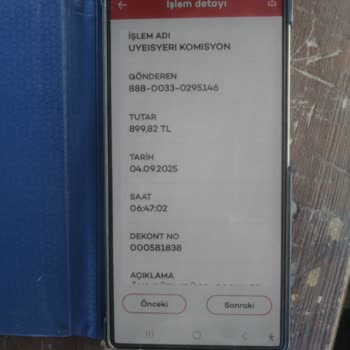 İşlem detayı
İŞLEM ADI
UYEISYERI KOMISYON
GÖNDEREN
888-0033-0295146
TUTAR
899,82 TL
TARİH
04.09.2025
SAAT
06:47:02
DEKONT NO
000581838
AÇIKLAMA
Önceki
Sonraki